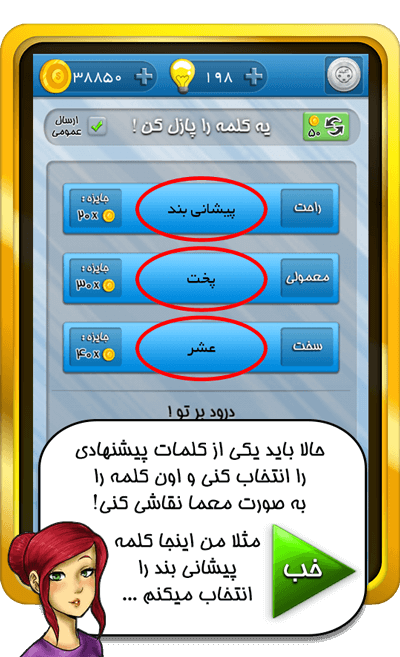 ۳۸۸۵۰
۱۹۸
ارسال
عمومی
یه کلمه را پازل کن !
۵۰
راحت
پیشانی بند
جایزه :
۲۰x
معمولی
پخت
جایزه :
۳۰x
سخت
عشر
جایزه :
۴۰x
درود بر تو !
حالا باید یکی از کلمات پیشنهادی
را انتخاب کنی و اون کلمه را
به صورت معما نقاشی کنی!
مثلا من اینجا کلمه
پیشانی بند را
انتخاب میکنم ...
خب